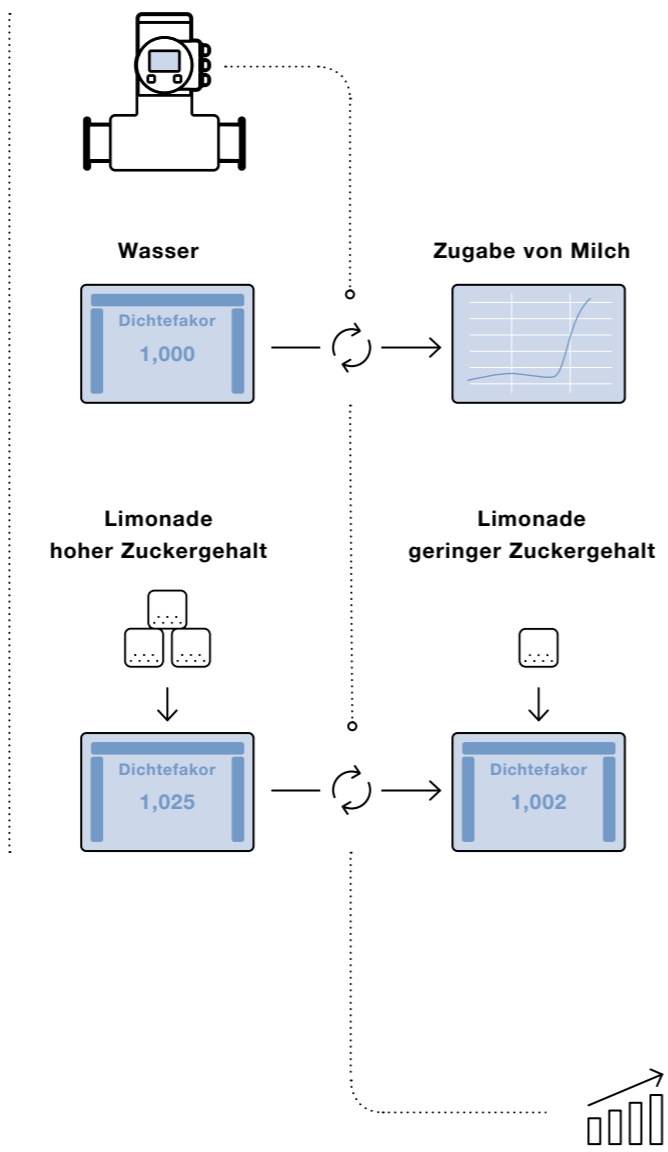 Wasser
Zugabe von Milch
Dichtefakor
1,000
Limonade
hoher Zuckergehalt
Limonade
geringer Zuckergehalt
Dichtefakor
1,025
Dichtefakor
1,002